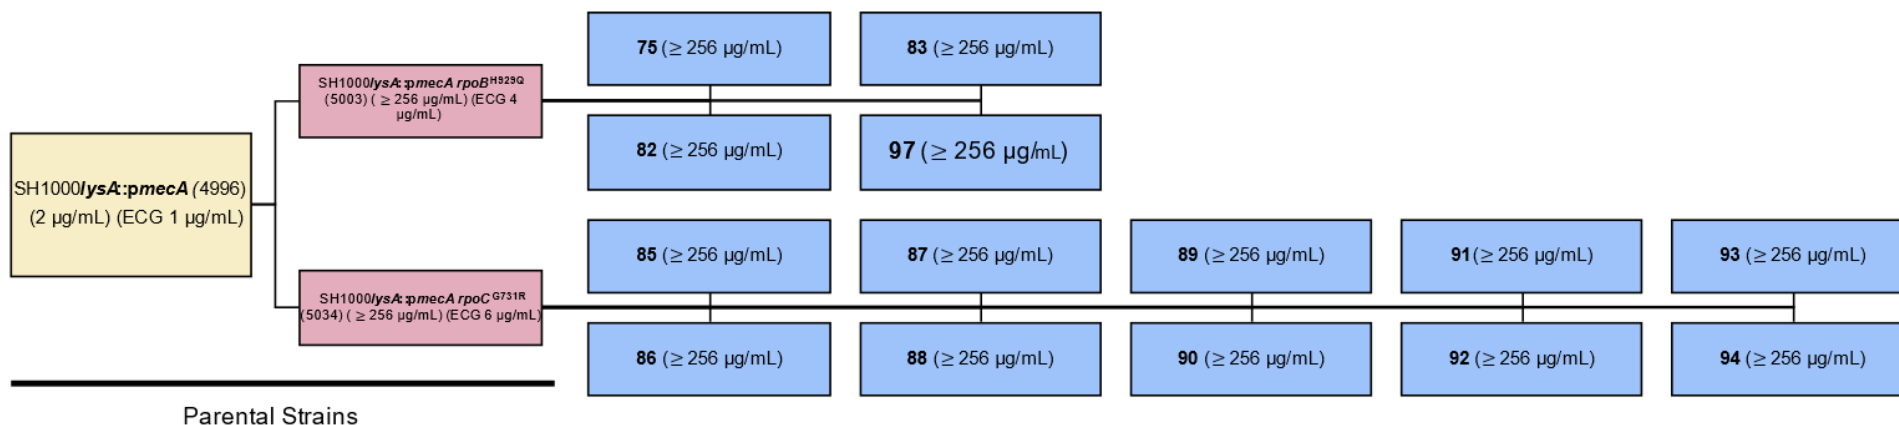 75 (≥ 256 µg/mL)
83 (≥ 256 µg/mL)
SH1000lysA::pmecA rpoB^H929Q
(5003) ( ≥ 256 µg/mL) (ECG 4
µg/mL)
82 (≥ 256 µg/mL)
97 (≥ 256 µg/mL)
SH1000lysA::pmecA (4996)
(2 µg/mL) (ECG 1 µg/mL)
85 (≥ 256 µg/mL)
87 (≥ 256 µg/mL)
89 (≥ 256 µg/mL)
91(≥ 256 µg/mL)
93 (≥ 256 µg/mL)
SH1000lysA::pmecA rpoC^G731R
(5034) ( ≥ 256 µg/mL) (ECG 6 µg/mL)
86 (≥ 256 µg/mL)
88 (≥ 256 µg/mL)
90 (≥ 256 µg/mL)
92 (≥ 256 µg/mL)
94 (≥ 256 µg/mL)
Parental Strains